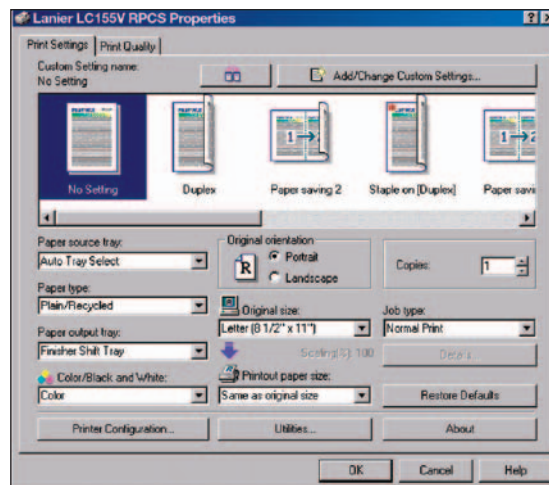 Lanier LC155V RPCS Properties
Print Settings Print Quality
Custom Setting name:
No Setting
Add/Change Custom Settings...
1 2 1
No Setting Duplex Paper saving 2 Staple on [Duplex] Paper savi
Paper source tray:
Auto Tray Select
Original orientation
R
Portrait
Landscape
Copies:
1
Paper type:
Plain/Recycled
Original size:
Letter (8 1/2" x 11")
Job type:
Normal Print
Paper output tray:
Finisher Shift Tray
Scaling(%): 100
Details...
Color/Black and White:
Color
Printout paper size:
Same as original size
Restore Defaults
Printer Configuration... Utilities... About
OK Cancel Help